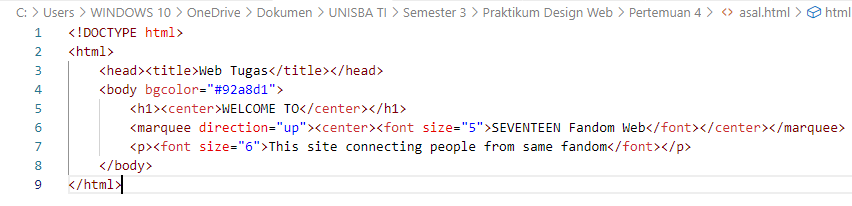 C: > Users > WINDOWS 10 > OneDrive > Dokumen > UNISBA TI > Semester 3 > Praktikum Design Web > Pertemuan 4 > <> asal.html > html
1 <!DOCTYPE html>
2 <html>
3 <head><title>Web Tugas</title></head>
4 <body bgcolor="#92a8d1">
5 <h1><center>WELCOME TO</center></h1>
6 <marquee direction="up"><center><font size="5">SEVENTEEN Fandom Web</font></center></marquee>
7 <p><font size="6">This site connecting people from same fandom</font></p>
8 </body>
9 </html>